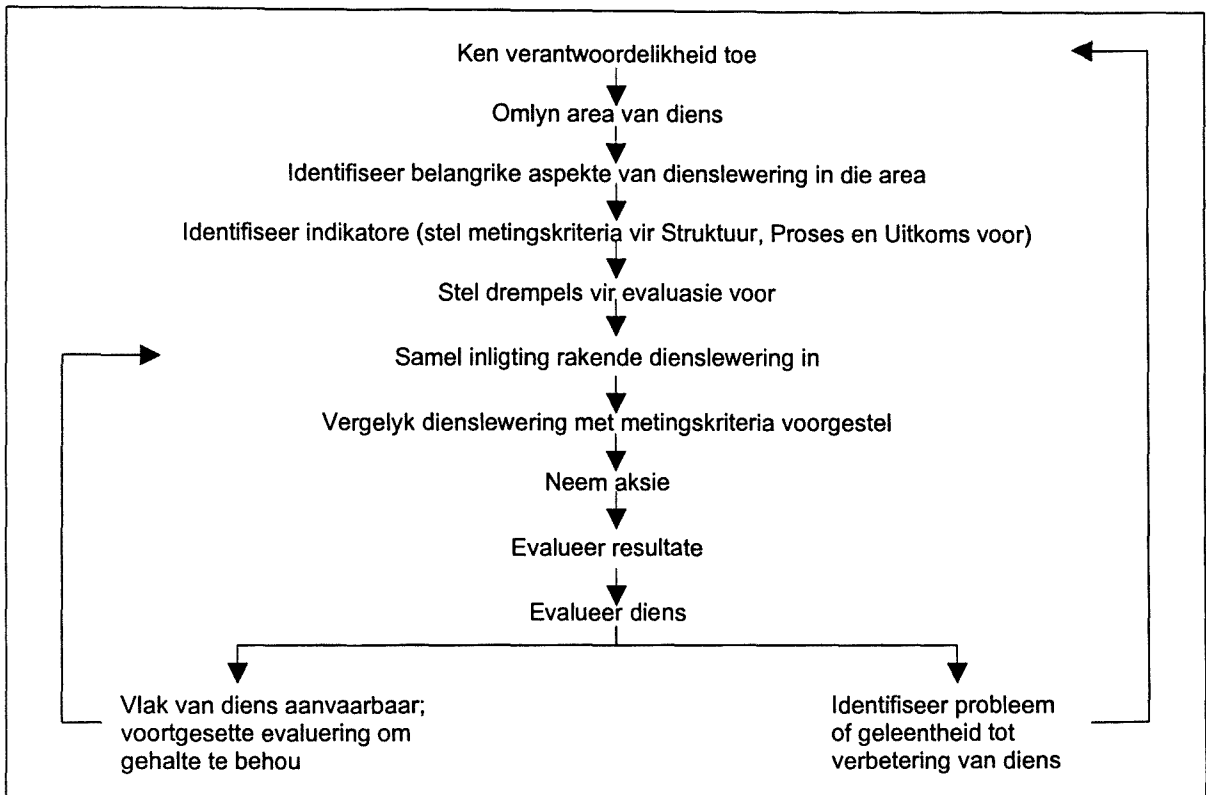 Ken verantwoordelikheid toe
Omlyn area van diens
Identifiseer belangrike aspekte van dienslewering in die area
Identifiseer indikatore (stel metingskriteria vir Struktuur, Proses en Uitkoms voor)
Stel drempels vir evaluasie voor
Samel inligting rakende dienslewering in
Vergelyk dienslewering met metingskriteria voorgestel
Neem aksie
Evalueer resultate
Evalueer diens
Vlak van diens aanvaarbaar;
voortgesette evaluering om
gehalte te behou
Identifiseer probleem
of geleentheid tot
verbetering van diens